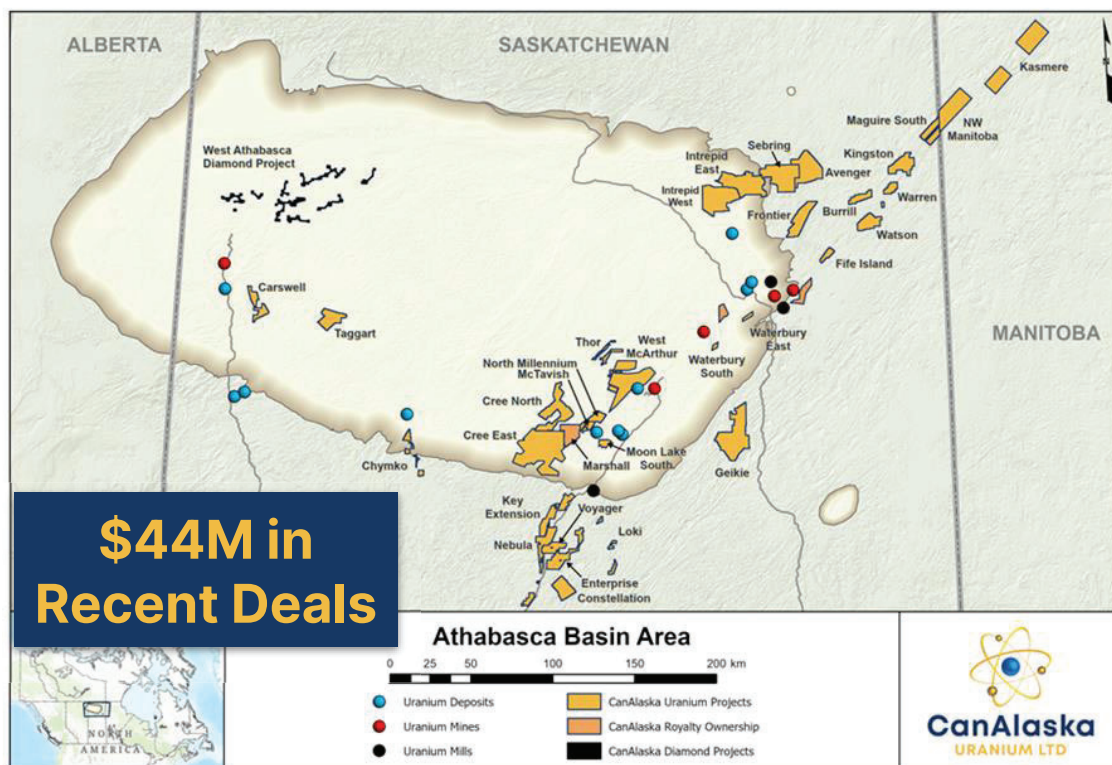 ALBERTA
SASKATCHEWAN
Kasmere
N
Maguire South
NW
Manitoba
Sebring
Kingston
West Athabasca
Diamond Project
Intrepid
East
Avenger
Warren
Intrepid
West
Frontier
Burrill
Watson
Fife Island
Carswell
Taggart
MANITOBA
Waterbury
East
Thor
West
McArthur
North Millennium
McTavish
Waterbury
South
Cree North
Cree East
Moon Lake
South
Marshall
Geikie
Chymko
Key
Extension
Voyager
Loki
Nebula
Enterprise
Constellation
$44M in
Recent Deals
Athabasca Basin Area
0 25 50 100 150 200 km
Uranium Deposits
CanAlaska Uranium Projects
Uranium Mines
CanAlaska Royalty Ownership
Uranium Mills
CanAlaska Diamond Projects
NORTH
AMERICA
CanAlaska
URANIUM LTD